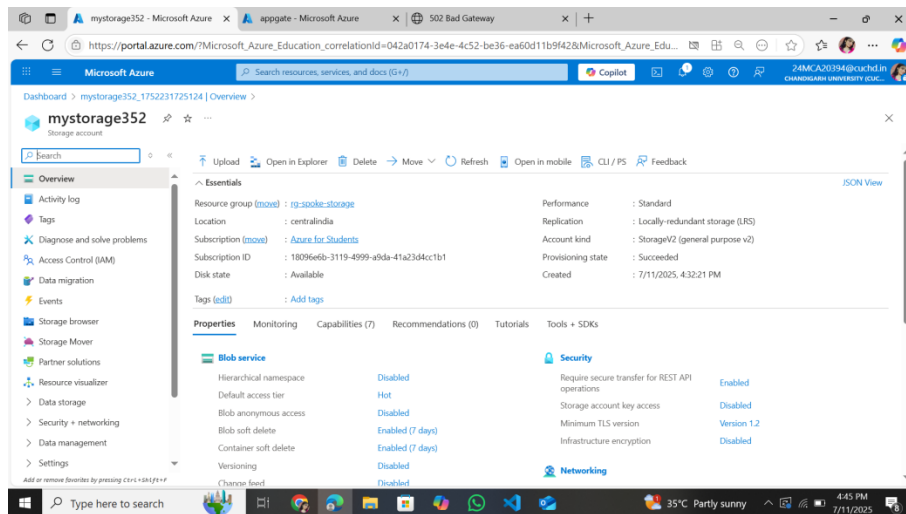 mystorage352 - Microsoft Azure
appgate - Microsoft Azure
502 Bad Gateway
https://portal.azure.com/?Microsoft_Azure_Education_correlationId=042a0174-3e4e-4c52-be36-ea60d11b9f42&Microsoft_Azure_Edu...
Microsoft Azure
Search resources, services, and docs (G+/)
Copilot
24MCA20394@cuchd.in
CHANDIGARH UNIVERSITY (CUC...
Dashboard > mystorage352_1752231725124 | Overview >
mystorage352
Storage account
Search
Upload Open in Explorer Delete Move Refresh Open in mobile CLI / PS Feedback
Overview
Activity log
Tags
Diagnose and solve problems
Access Control (IAM)
Data migration
Events
Storage browser
Storage Mover
Partner solutions
Resource visualizer
Data storage
Security + networking
Data management
Settings
Add or remove favorites by pressing Ctrl+Shift+F
Essentials
JSON View
Resource group (move) : rg-spoke-storage
Location : centralindia
Subscription (move) : Azure for Students
Subscription ID : 18096e6b-3119-4999-a9da-41a23d4cc1b1
Disk state : Available
Performance : Standard
Replication : Locally-redundant storage (LRS)
Account kind : StorageV2 (general purpose v2)
Provisioning state : Succeeded
Created : 7/11/2025, 4:32:21 PM
Tags (edit) : Add tags
Properties Monitoring Capabilities (7) Recommendations (0) Tutorials Tools + SDKs
Blob service
Hierarchical namespace Disabled
Default access tier Hot
Blob anonymous access Disabled
Blob soft delete Enabled (7 days)
Container soft delete Enabled (7 days)
Versioning Disabled
Change feed Disabled
Security
Require secure transfer for REST API
operations Enabled
Storage account key access Disabled
Minimum TLS version Version 1.2
Infrastructure encryption Disabled
Networking
Type here to search
35°C Partly sunny
4:45 PM
7/11/2025
8